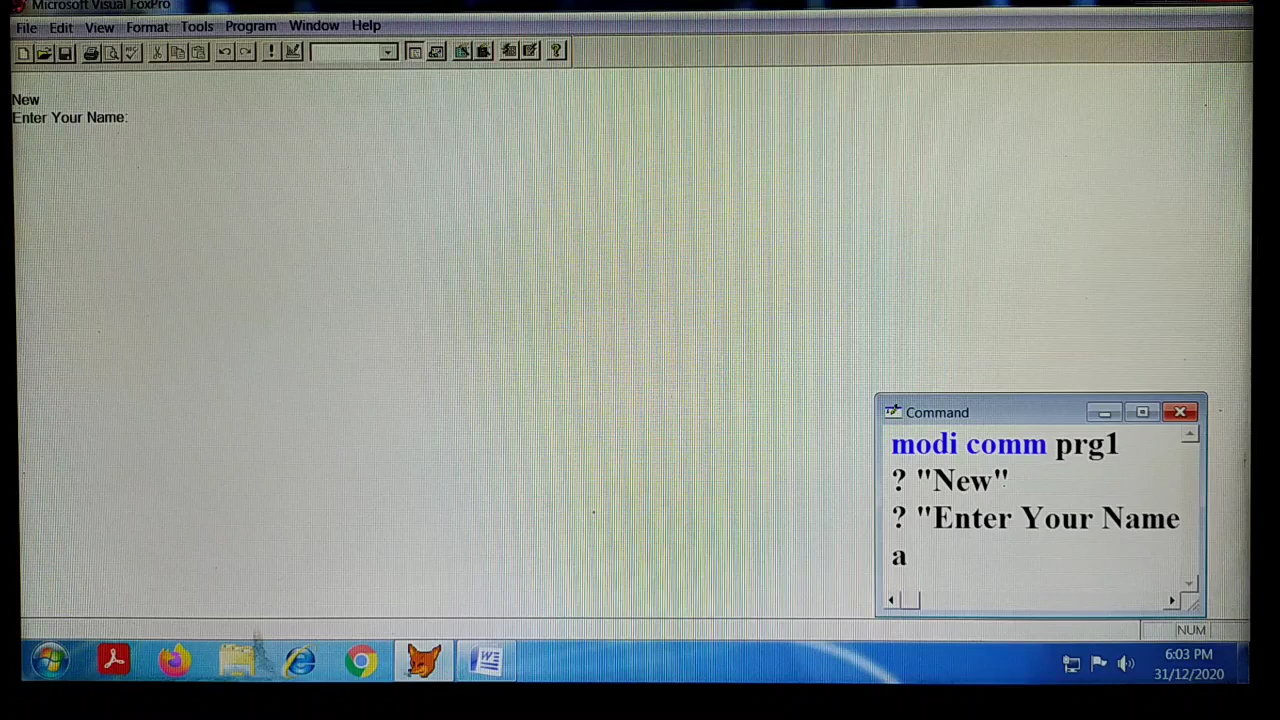 Microsoft Visual FoxPro
File Edit View Format Tools Program Window Help
New
Enter Your Name:
Command
modi comm prg1
? "New"
? "Enter Your Name
a
NUM
6:03 PM
31/12/2020